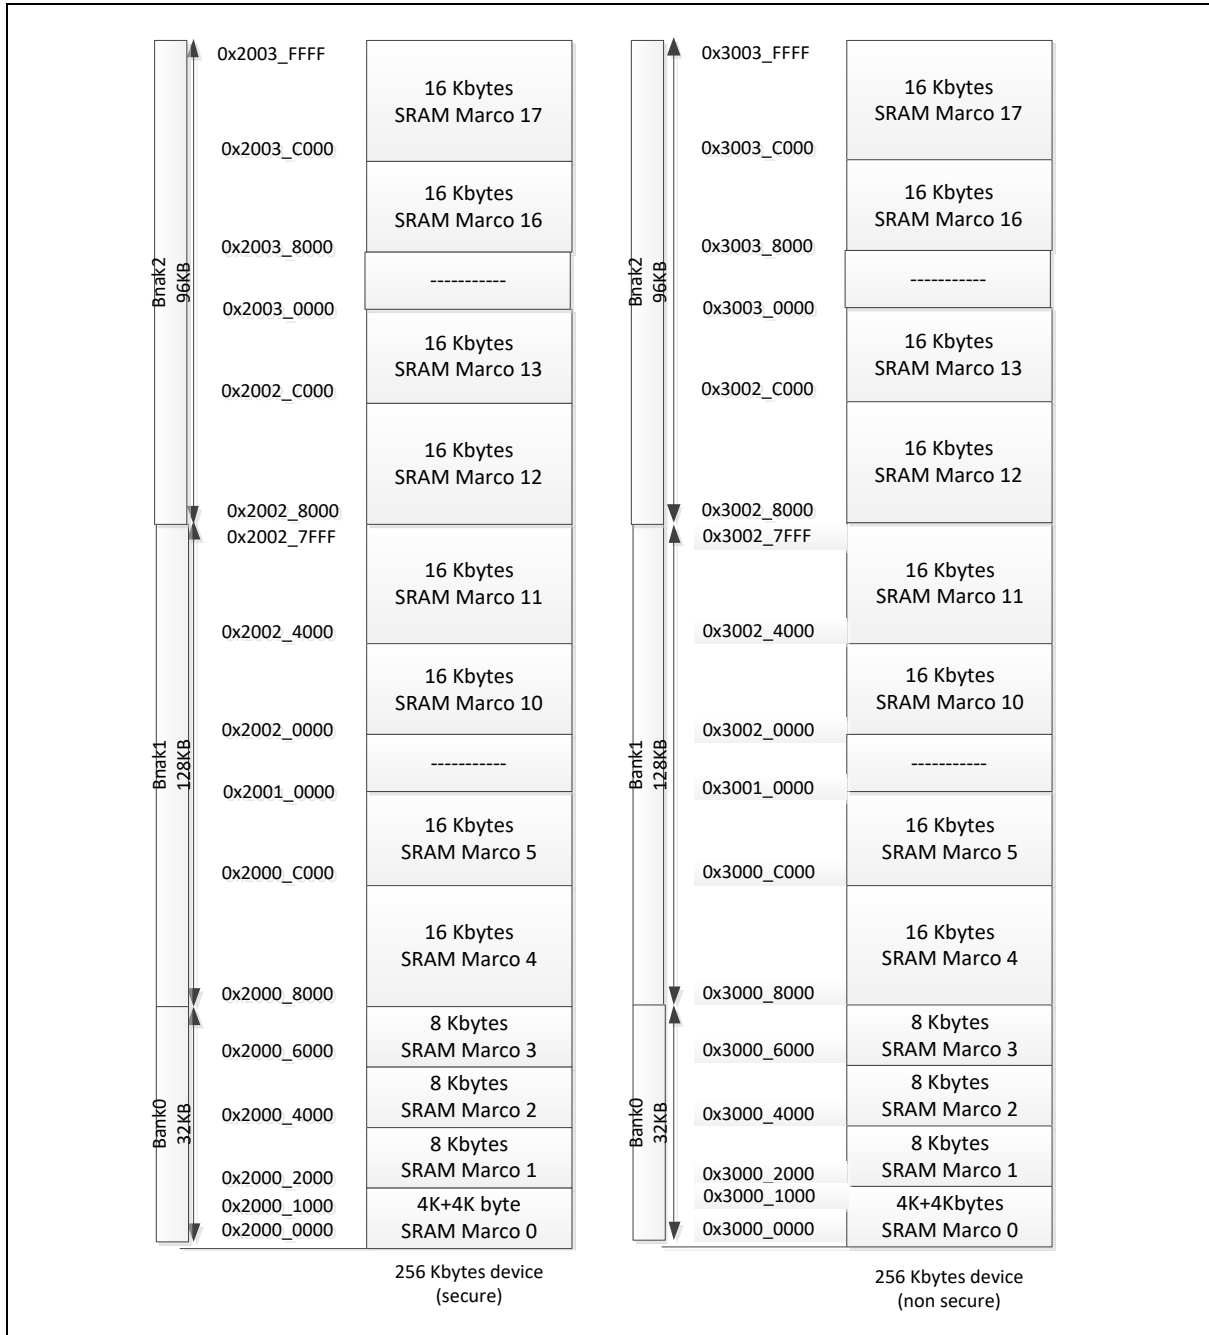 0x2003_FFFF
16 Kbytes
SRAM Marco 17
0x2003_C000
16 Kbytes
SRAM Marco 16
0x2003_8000
-----------
0x2003_0000
16 Kbytes
SRAM Marco 13
0x2002_C000
16 Kbytes
SRAM Marco 12
0x2002_8000
Bnak2
96KB
0x2002_7FFF
16 Kbytes
SRAM Marco 11
0x2002_4000
16 Kbytes
SRAM Marco 10
0x2002_0000
-----------
0x2001_0000
16 Kbytes
SRAM Marco 5
0x2000_C000
16 Kbytes
SRAM Marco 4
0x2000_8000
Bnak1
128KB
8 Kbytes
SRAM Marco 3
0x2000_6000
8 Kbytes
SRAM Marco 2
0x2000_4000
8 Kbytes
SRAM Marco 1
0x2000_2000
4K+4K byte
SRAM Marco 0
0x2000_1000
0x2000_0000
Bank0
32KB
256 Kbytes device
(secure)
0x3003_FFFF
16 Kbytes
SRAM Marco 17
0x3003_C000
16 Kbytes
SRAM Marco 16
0x3003_8000
-----------
0x3003_0000
16 Kbytes
SRAM Marco 13
0x3002_C000
16 Kbytes
SRAM Marco 12
0x3002_8000
Bnak2
96KB
0x3002_7FFF
16 Kbytes
SRAM Marco 11
0x3002_4000
16 Kbytes
SRAM Marco 10
0x3002_0000
-----------
0x3001_0000
16 Kbytes
SRAM Marco 5
0x3000_C000
16 Kbytes
SRAM Marco 4
0x3000_8000
Bank1
128KB
8 Kbytes
SRAM Marco 3
0x3000_6000
8 Kbytes
SRAM Marco 2
0x3000_4000
8 Kbytes
SRAM Marco 1
0x3000_2000
0x3000_1000
4K+4Kbytes
SRAM Marco 0
0x3000_0000
Bank0
32KB
256 Kbytes device
(non secure)